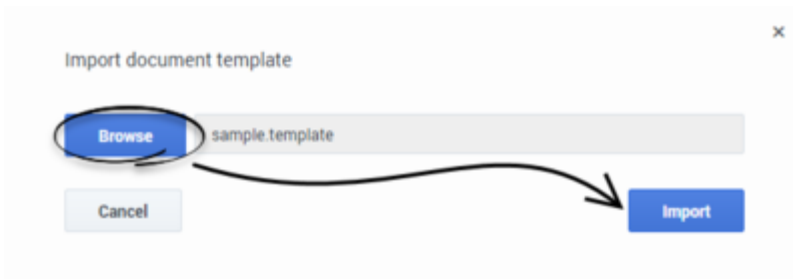 Import document template
Browse
sample.template
Cancel
Import